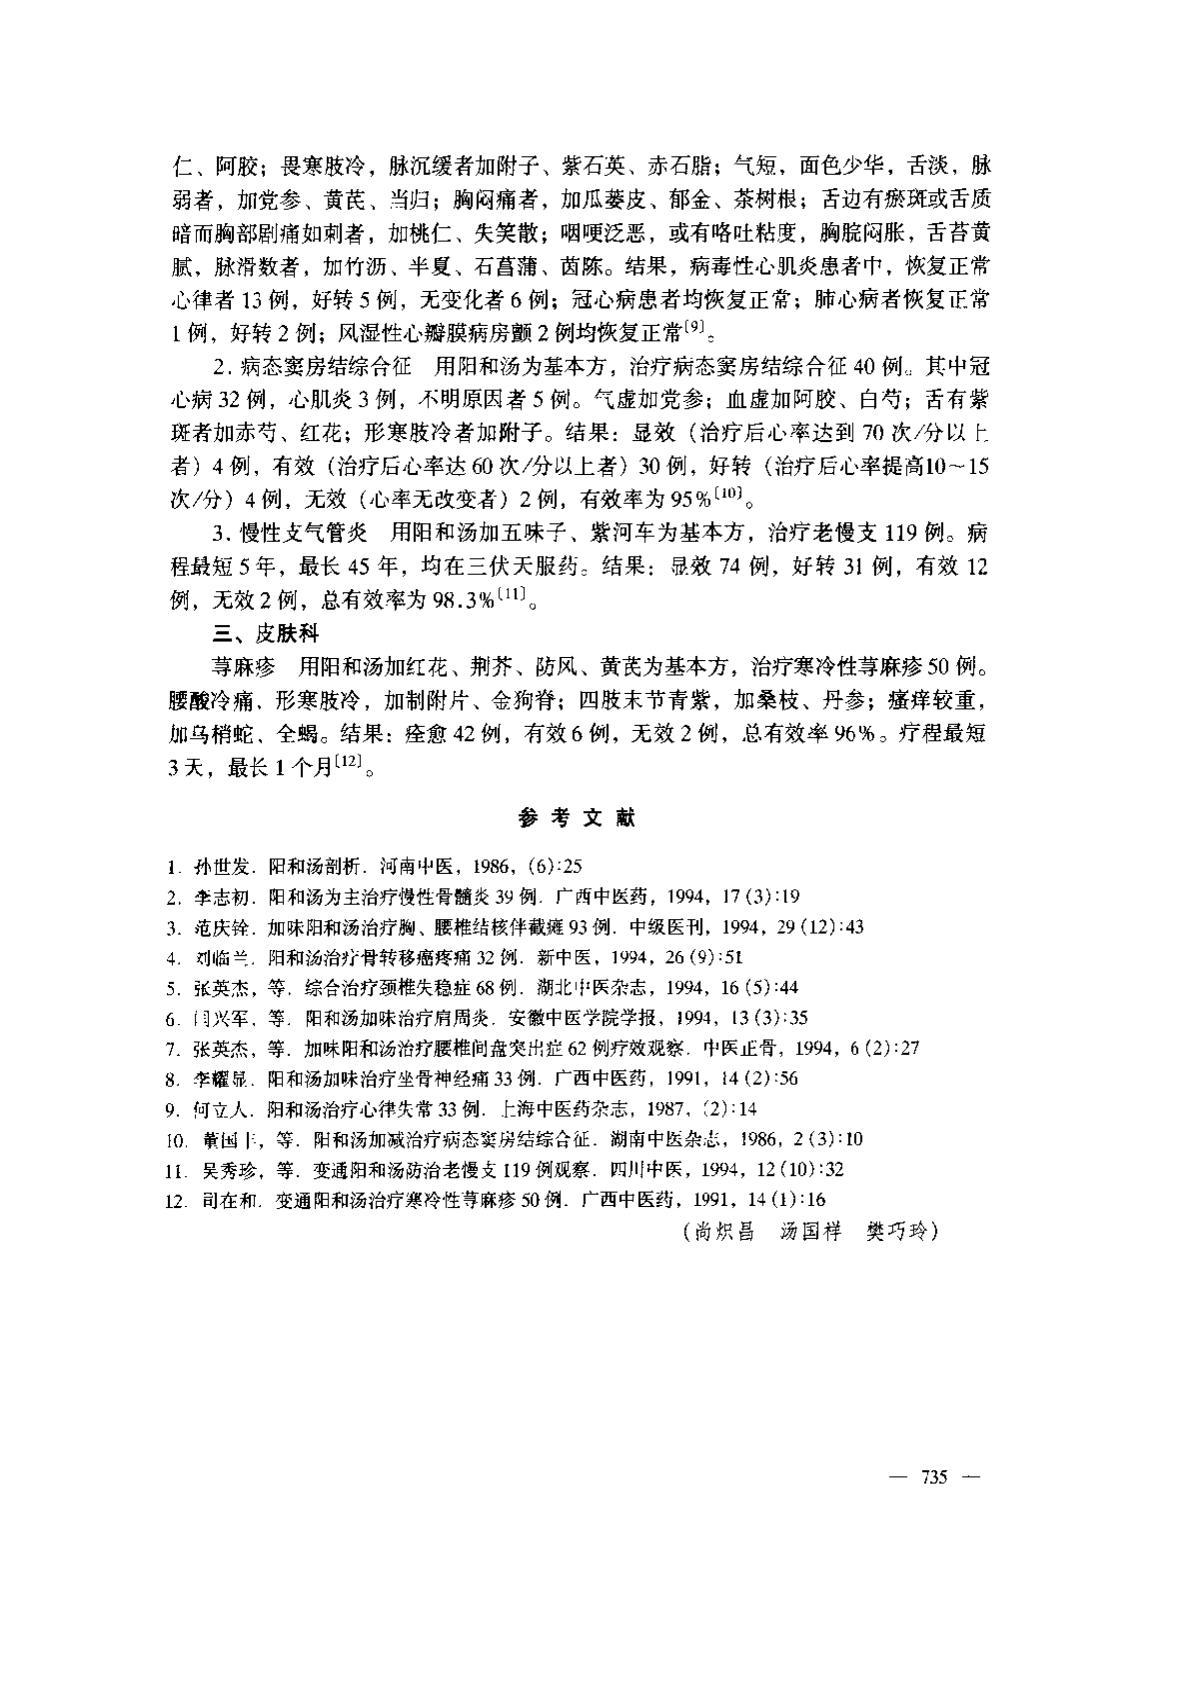 仁、阿胶；畏寒肢冷，脉沉缓者加附子、紫石英、赤石脂；气短，面色少华，舌淡，脉
弱者，加党参、黄芪、当归；胸闷痛者，加瓜蒌皮、郁金、茶树根；舌边有瘀斑或舌质
暗而胸部剧痛如刺者，加桃仁、失笑散；咽哽泛恶，或有咯吐粘度，胸脘闷胀，舌苔黄
腻，脉滑数者，加竹沥、半夏、石菖蒲、茵陈。结果，病毒性心肌炎患者中，恢复正常
心律者 13 例，好转 5 例，无变化者 6 例；冠心病患者均恢复正常；肺心病者恢复正常
1 例，好转 2 例；风湿性心瓣膜病房颤 2 例均恢复正常〔9〕。
2. 病态窦房结综合征　用阳和汤为基本方，治疗病态窦房结综合征 40 例。其中冠
心病 32 例，心肌炎 3 例，不明原因者 5 例。气虚加党参；血虚加阿胶、白芍；舌有紫
斑者加赤芍、红花；形寒肢冷者加附子。结果：显效（治疗后心率达到 70 次/分以上
者）4 例，有效（治疗后心率达 60 次/分以上者）30 例，好转（治疗后心率提高10～15
次/分）4 例，无效（心率无改变者）2 例，有效率为 95%〔10〕。
3. 慢性支气管炎　用阳和汤加五味子、紫河车为基本方，治疗老慢支 119 例。病
程最短 5 年，最长 45 年，均在三伏天服药。结果：显效 74 例，好转 31 例，有效 12
例，无效 2 例，总有效率为 98.3%〔11〕。
三、皮肤科
荨麻疹　用阳和汤加红花、荆芥、防风、黄芪为基本方，治疗寒冷性荨麻疹 50 例。
腰酸冷痛、形寒肢冷，加制附片、金狗脊；四肢末节青紫，加桑枝、丹参；瘙痒较重，
加乌梢蛇、全蝎。结果：痊愈 42 例，有效 6 例，无效 2 例，总有效率 96%。疗程最短
3 天，最长 1 个月〔12〕。
参 考 文 献
1. 孙世发. 阳和汤剖析. 河南中医，1986，(6):25
2. 李志初. 阳和汤为主治疗慢性骨髓炎 39 例. 广西中医药，1994，17 (3):19
3. 范庆铨. 加味阳和汤治疗胸、腰椎结核伴截瘫 93 例. 中级医刊，1994，29 (12):43
4. 刘临兰. 阳和汤治疗骨转移癌疼痛 32 例. 新中医，1994，26 (9):51
5. 张英杰，等. 综合治疗颈椎失稳症 68 例. 湖北中医杂志，1994，16 (5):44
6. 闫兴军，等. 阳和汤加味治疗肩周炎. 安徽中医学院学报，1994，13 (3):35
7. 张英杰，等. 加味阳和汤治疗腰椎间盘突出症 62 例疗效观察. 中医正骨，1994，6 (2):27
8. 李耀显. 阳和汤加味治疗坐骨神经痛 33 例. 广西中医药，1991，14 (2):56
9. 何立人. 阳和汤治疗心律失常 33 例. 上海中医药杂志，1987，(2):14
10. 董国，等. 阳和汤加减治疗病态窦房结综合征. 湖南中医杂志，1986，2 (3):10
11. 吴秀珍，等. 变通阳和汤防治老慢支 119 例观察. 四川中医，1994，12 (10):32
12. 司在和. 变通阳和汤治疗寒冷性荨麻疹 50 例. 广西中医药，1991，14 (1):16
（尚炽昌　汤国样　樊巧玲）
— 735 —